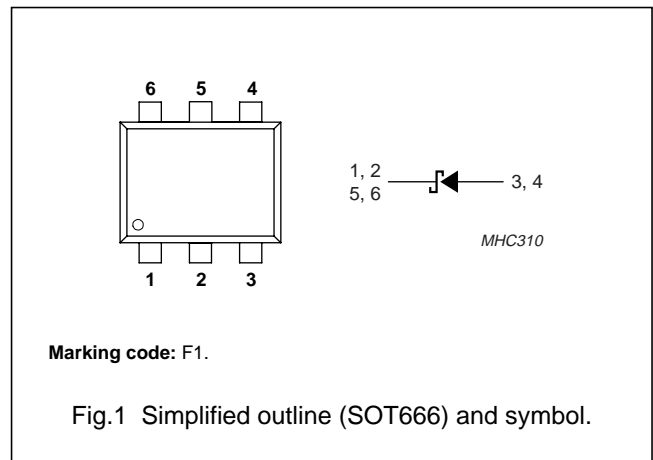 6 5 4
1 2 3
1, 2
5, 6
3, 4
MHC310
Marking code: F1.
Fig.1 Simplified outline (SOT666) and symbol.